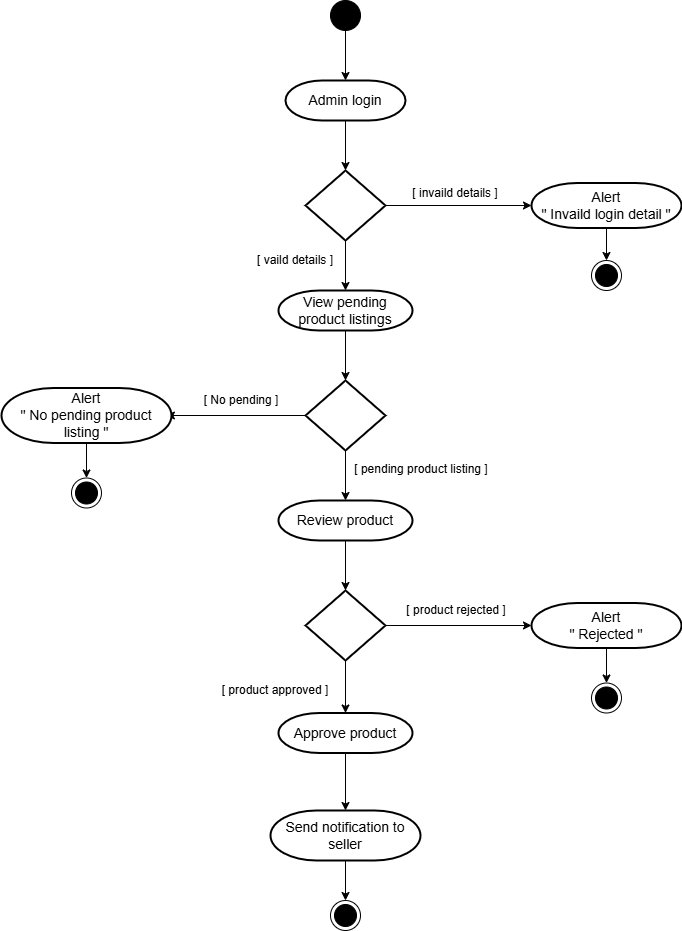 Admin login
[ invaild details ]
Alert
" Invaild login detail "
[ vaild details ]
View pending
product listings
[ No pending ]
Alert
" No pending product
listing "
[ pending product listing ]
Review product
[ product rejected ]
Alert
" Rejected "
[ product approved ]
Approve product
Send notification to
seller